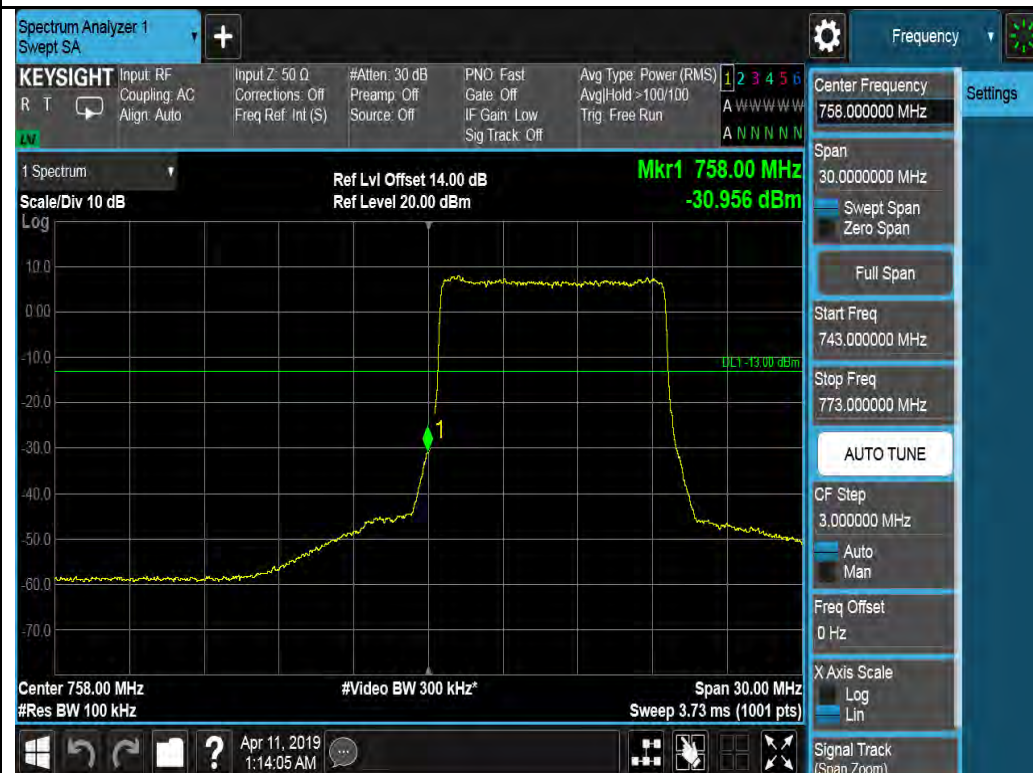 Spectrum Analyzer 1
Swept SA
+
Frequency
KEYSIGHT
R T
Input: RF
Coupling: AC
Align: Auto
Input Z: 50 Ω
Corrections: Off
Freq Ref: Int (S)
#Atten: 30 dB
Preamp: Off
Source: Off
PNO: Fast
Gate: Off
IF Gain: Low
Sig Track: Off
Avg Type: Power (RMS)
Avg|Hold >100/100
Trig: Free Run
1 2 3 4 5 6
A W W W W W
A N N N N N
1 Spectrum
Scale/Div 10 dB
Ref Lvl Offset 14.00 dB
Ref Level 20.00 dBm
Mkr1 758.00 MHz
-30.956 dBm
Log
10.0
0.00
-10.0
-20.0
-30.0
-40.0
-50.0
-60.0
-70.0
DL1 -13.00 dBm
1
Center 758.00 MHz
#Res BW 100 kHz
#Video BW 300 kHz*
Span 30.00 MHz
Sweep 3.73 ms (1001 pts)
Center Frequency
758.000000 MHz
Settings
Span
30.0000000 MHz
Swept Span
Zero Span
Full Span
Start Freq
743.000000 MHz
Stop Freq
773.000000 MHz
AUTO TUNE
CF Step
3.000000 MHz
Auto
Man
Freq Offset
0 Hz
X Axis Scale
Log
Lin
Signal Track
(Span Zoom)
?
Apr 11, 2019
1:14:05 AM